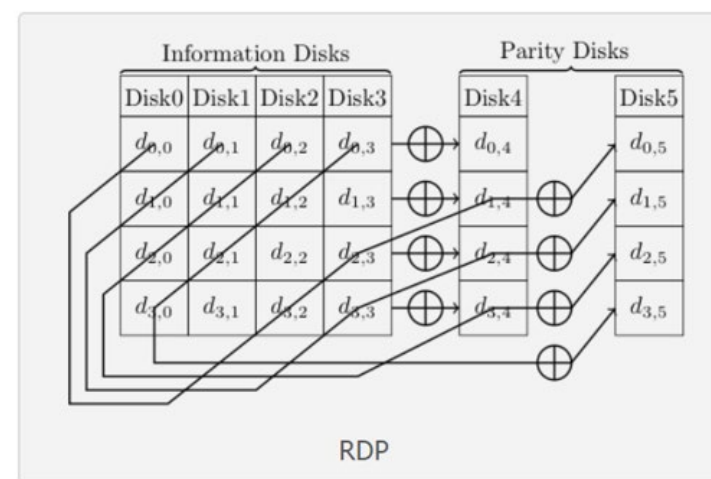 Information Disks Parity Disks
Disk0 Disk1 Disk2 Disk3 Disk4 Disk5
d0,0 d0,1 d0,2 d0,3 ⊕ d0,4 d0,5
d1,0 d1,1 d1,2 d1,3 ⊕ d1,4 ⊕ d1,5
d2,0 d2,1 d2,2 d2,3 ⊕ d2,4 ⊕ d2,5
d3,0 d3,1 d3,2 d3,3 ⊕ d3,4 ⊕ d3,5
⊕
RDP